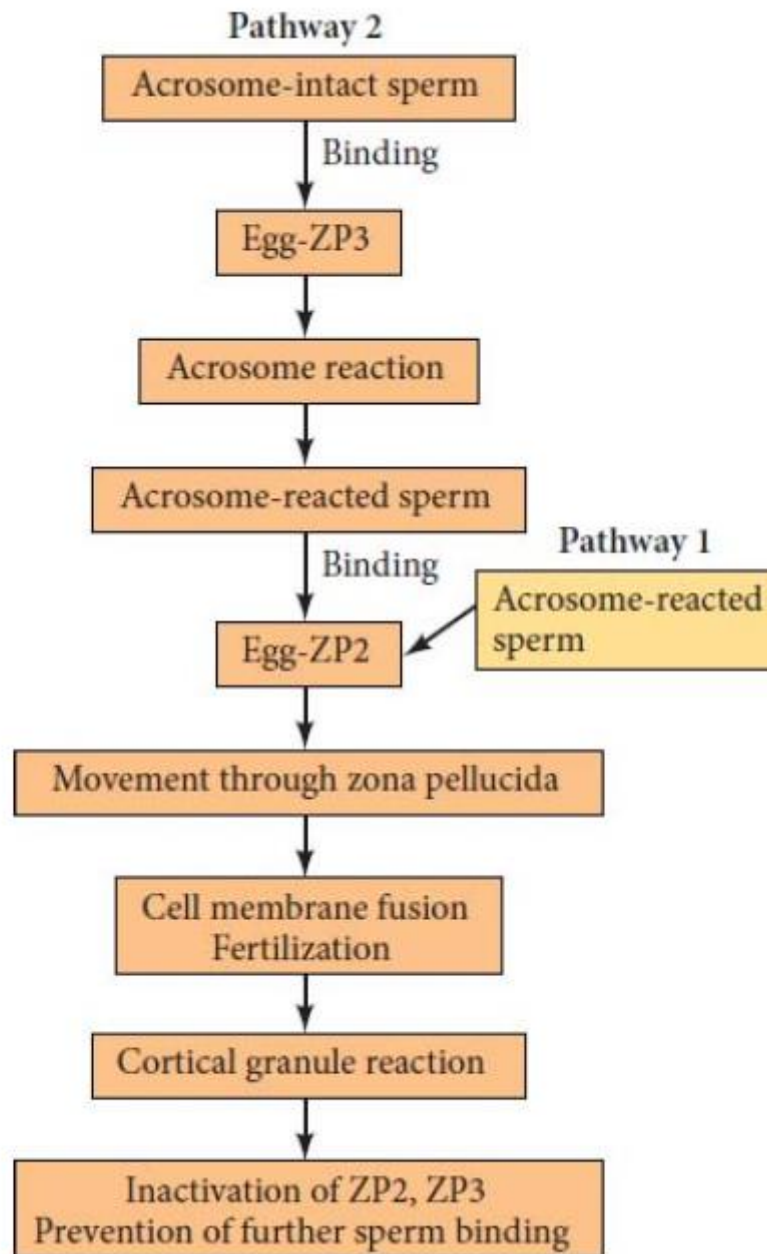 Pathway 2
Acrosome-intact sperm
Binding
Egg-ZP3
Acrosome reaction
Acrosome-reacted sperm
Binding
Pathway 1
Acrosome-reacted
sperm
Egg-ZP2
Movement through zona pellucida
Cell membrane fusion
Fertilization
Cortical granule reaction
Inactivation of ZP2, ZP3
Prevention of further sperm binding